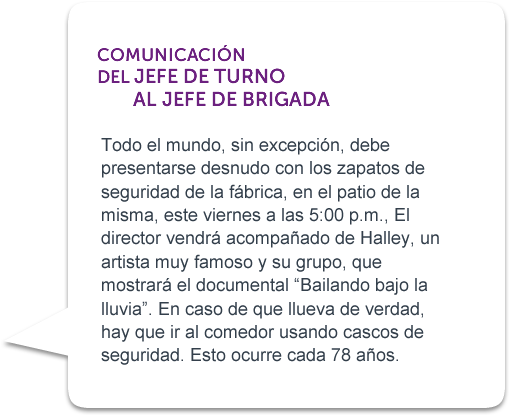 COMUNICACIÓN
DEL JEFE DE TURNO
AL JEFE DE BRIGADA
Todo el mundo, sin excepción, debe
presentarse desnudo con los zapatos de
seguridad de la fábrica, en el patio de la
misma, este viernes a las 5:00 p.m., El
director vendrá acompañado de Halley, un
artista muy famoso y su grupo, que
mostrará el documental “Bailando bajo la
lluvia”. En caso de que llueva de verdad,
hay que ir al comedor usando cascos de
seguridad. Esto ocurre cada 78 años.